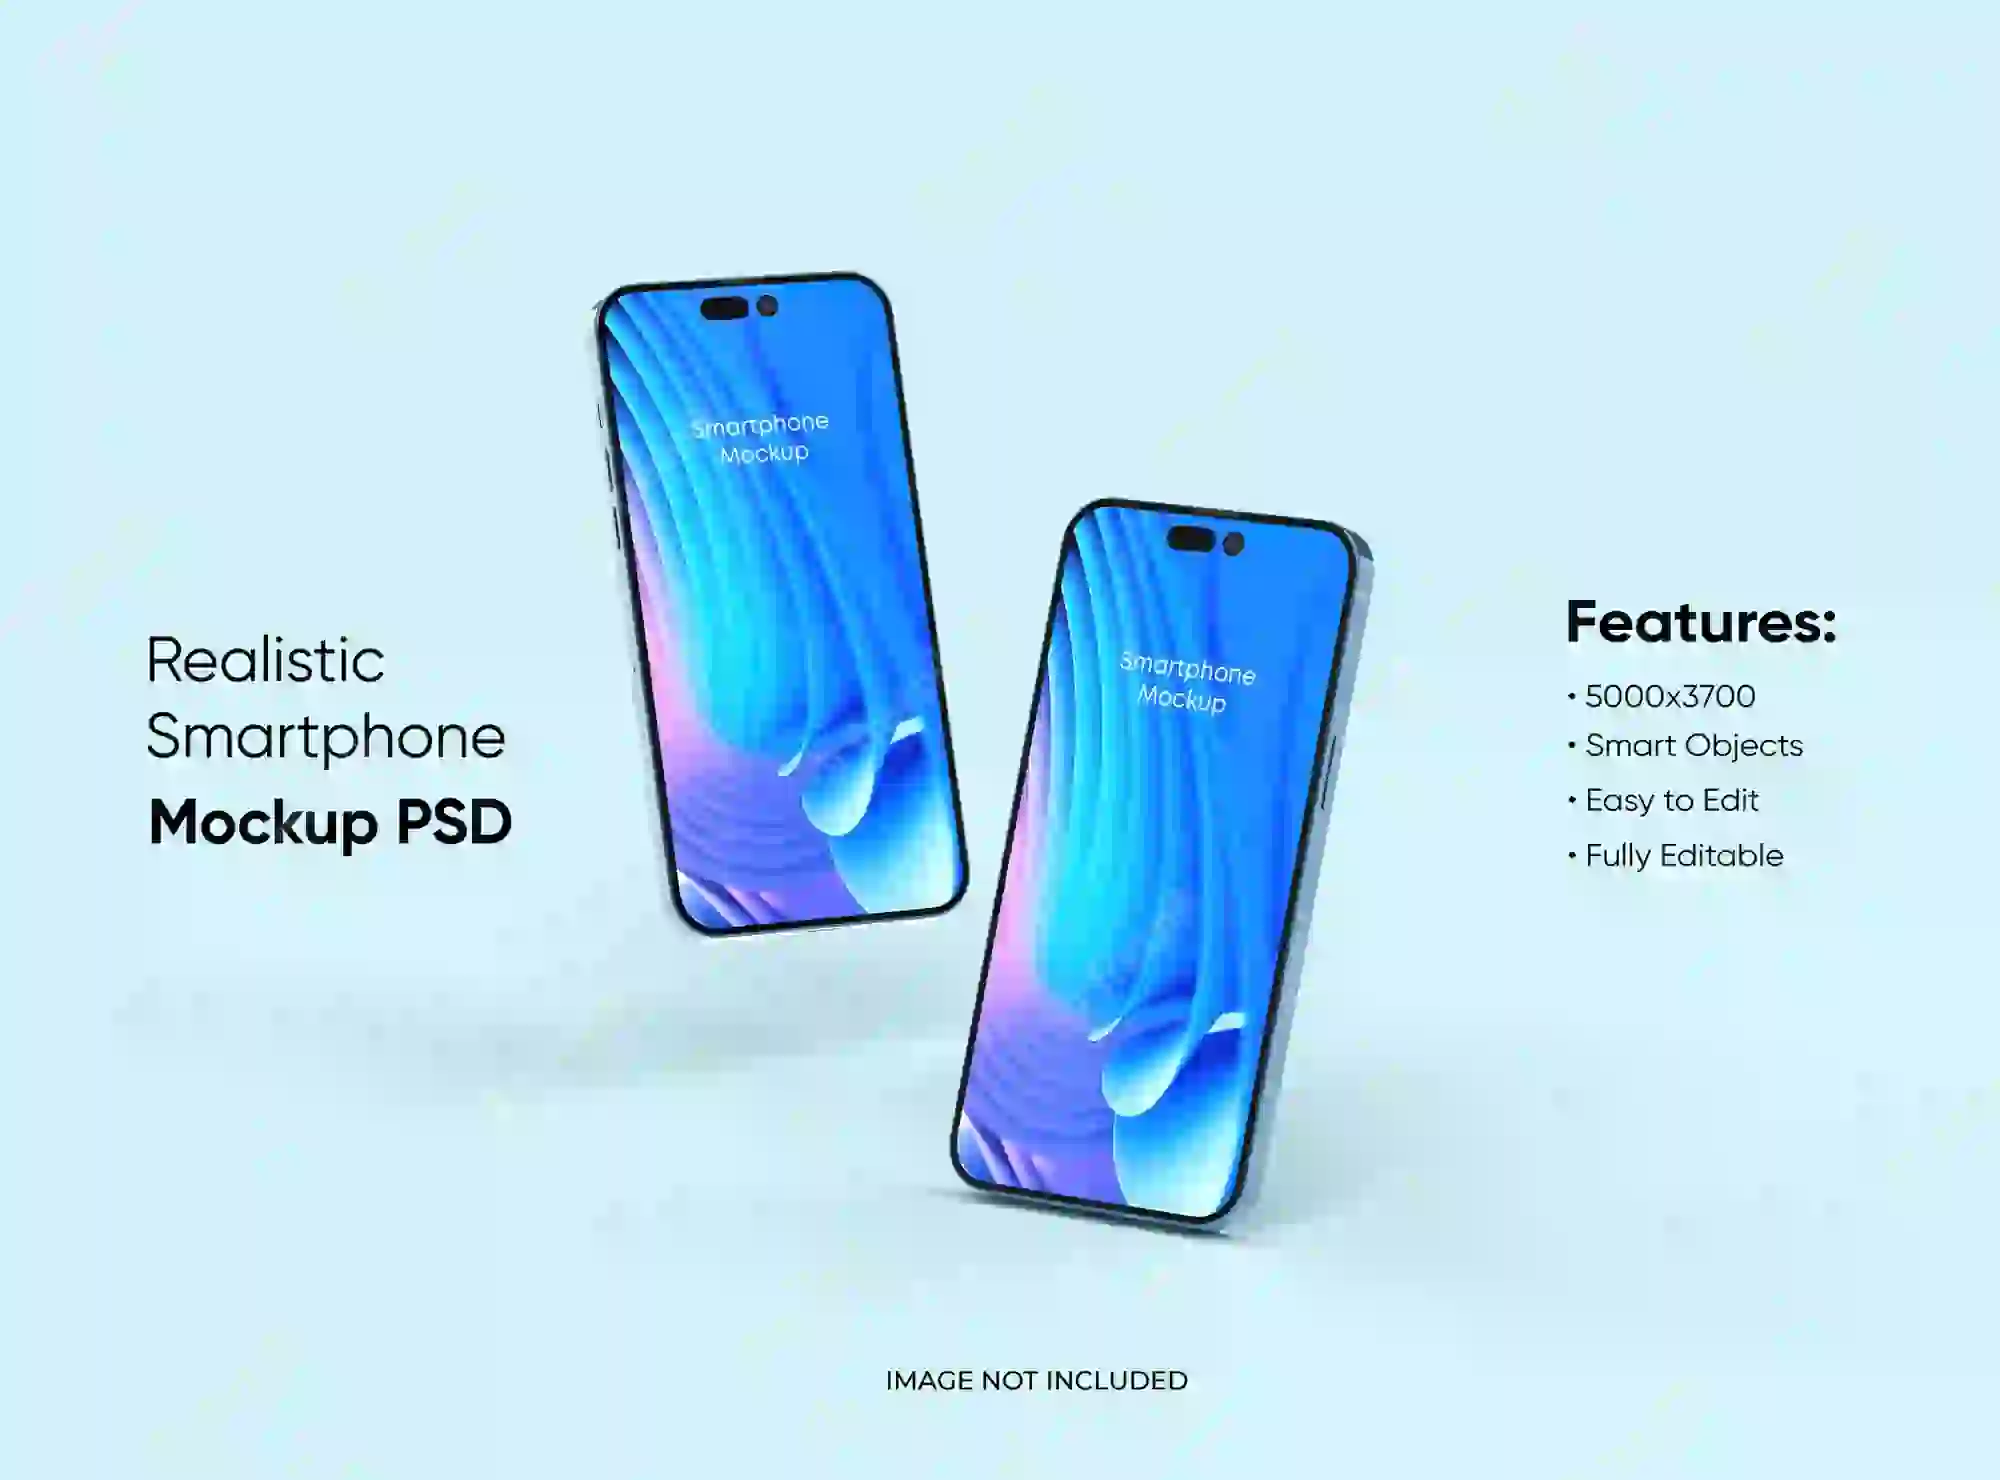 Realistic
Smartphone
Mockup PSD
Smartphone
Mockup
Smartphone
Mockup
Features:
• 5000x3700
• Smart Objects
• Easy to Edit
• Fully Editable
IMAGE NOT INCLUDED